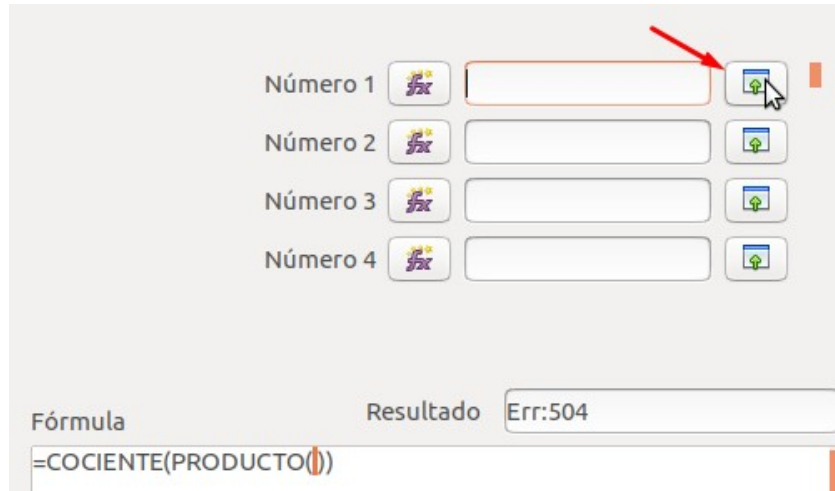 Número 1
Número 2
Número 3
Número 4
Resultado Err:504
Fórmula
=COCIENTE(PRODUCTO())